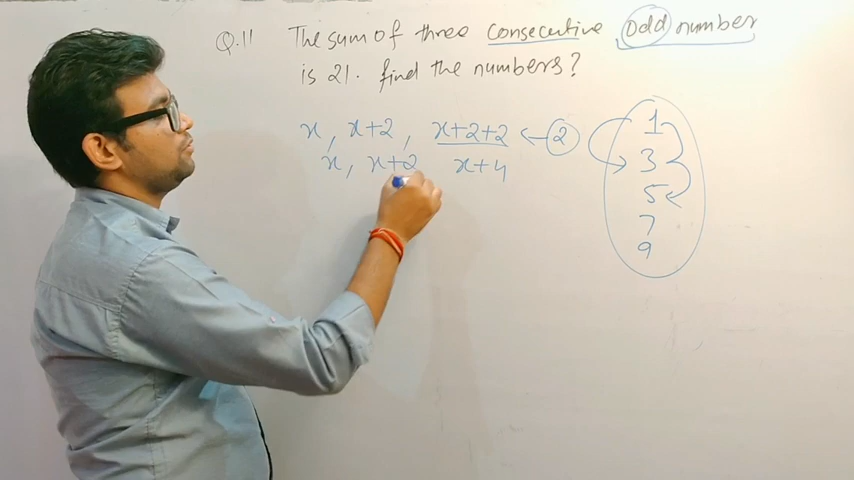 Q.11 The sum of three consecutive Odd number
is 21. find the numbers?
x, x+2, x+2+2 ← 2
x, x+2 x+4
1
3
5
7
9